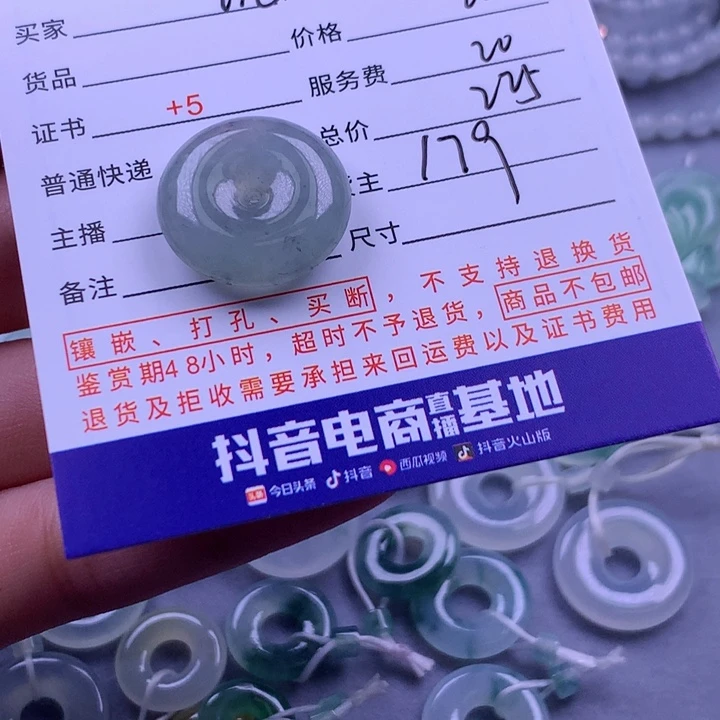 买家
价格
货品
服务费 20
证书 +5
总价 225
普通快递
主 179
主播
尺寸
备注
镶嵌、打孔、买断，不支持退换货
鉴赏期48小时，超时不予退货，商品不包邮
退货及拒收需要承担来回运费以及证书费用
抖音电商直播基地
头条 今日头条 抖音 西瓜视频 抖音火山版